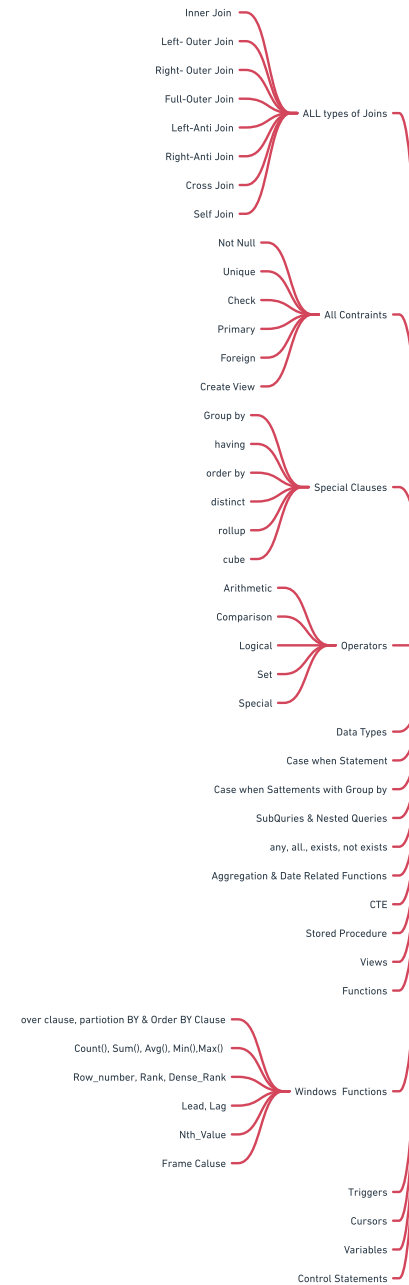 Inner Join
Left- Outer Join
Right- Outer Join
Full-Outer Join
Left-Anti Join
Right-Anti Join
Cross Join
Self Join
ALL types of Joins
Not Null
Unique
Check
Primary
Foreign
Create View
All Contraints
Group by
having
order by
distinct
rollup
cube
Special Clauses
Arithmetic
Comparison
Logical
Set
Special
Operators
Data Types
Case when Statement
Case when Sattements with Group by
SubQuries & Nested Queries
any, all., exists, not exists
Aggregation & Date Related Functions
CTE
Stored Procedure
Views
Functions
over clause, partiotion BY & Order BY Clause
Count(), Sum(), Avg(), Min(),Max()
Row_number, Rank, Dense_Rank
Lead, Lag
Nth_Value
Frame Caluse
Windows  Functions
Triggers
Cursors
Variables
Control Statements